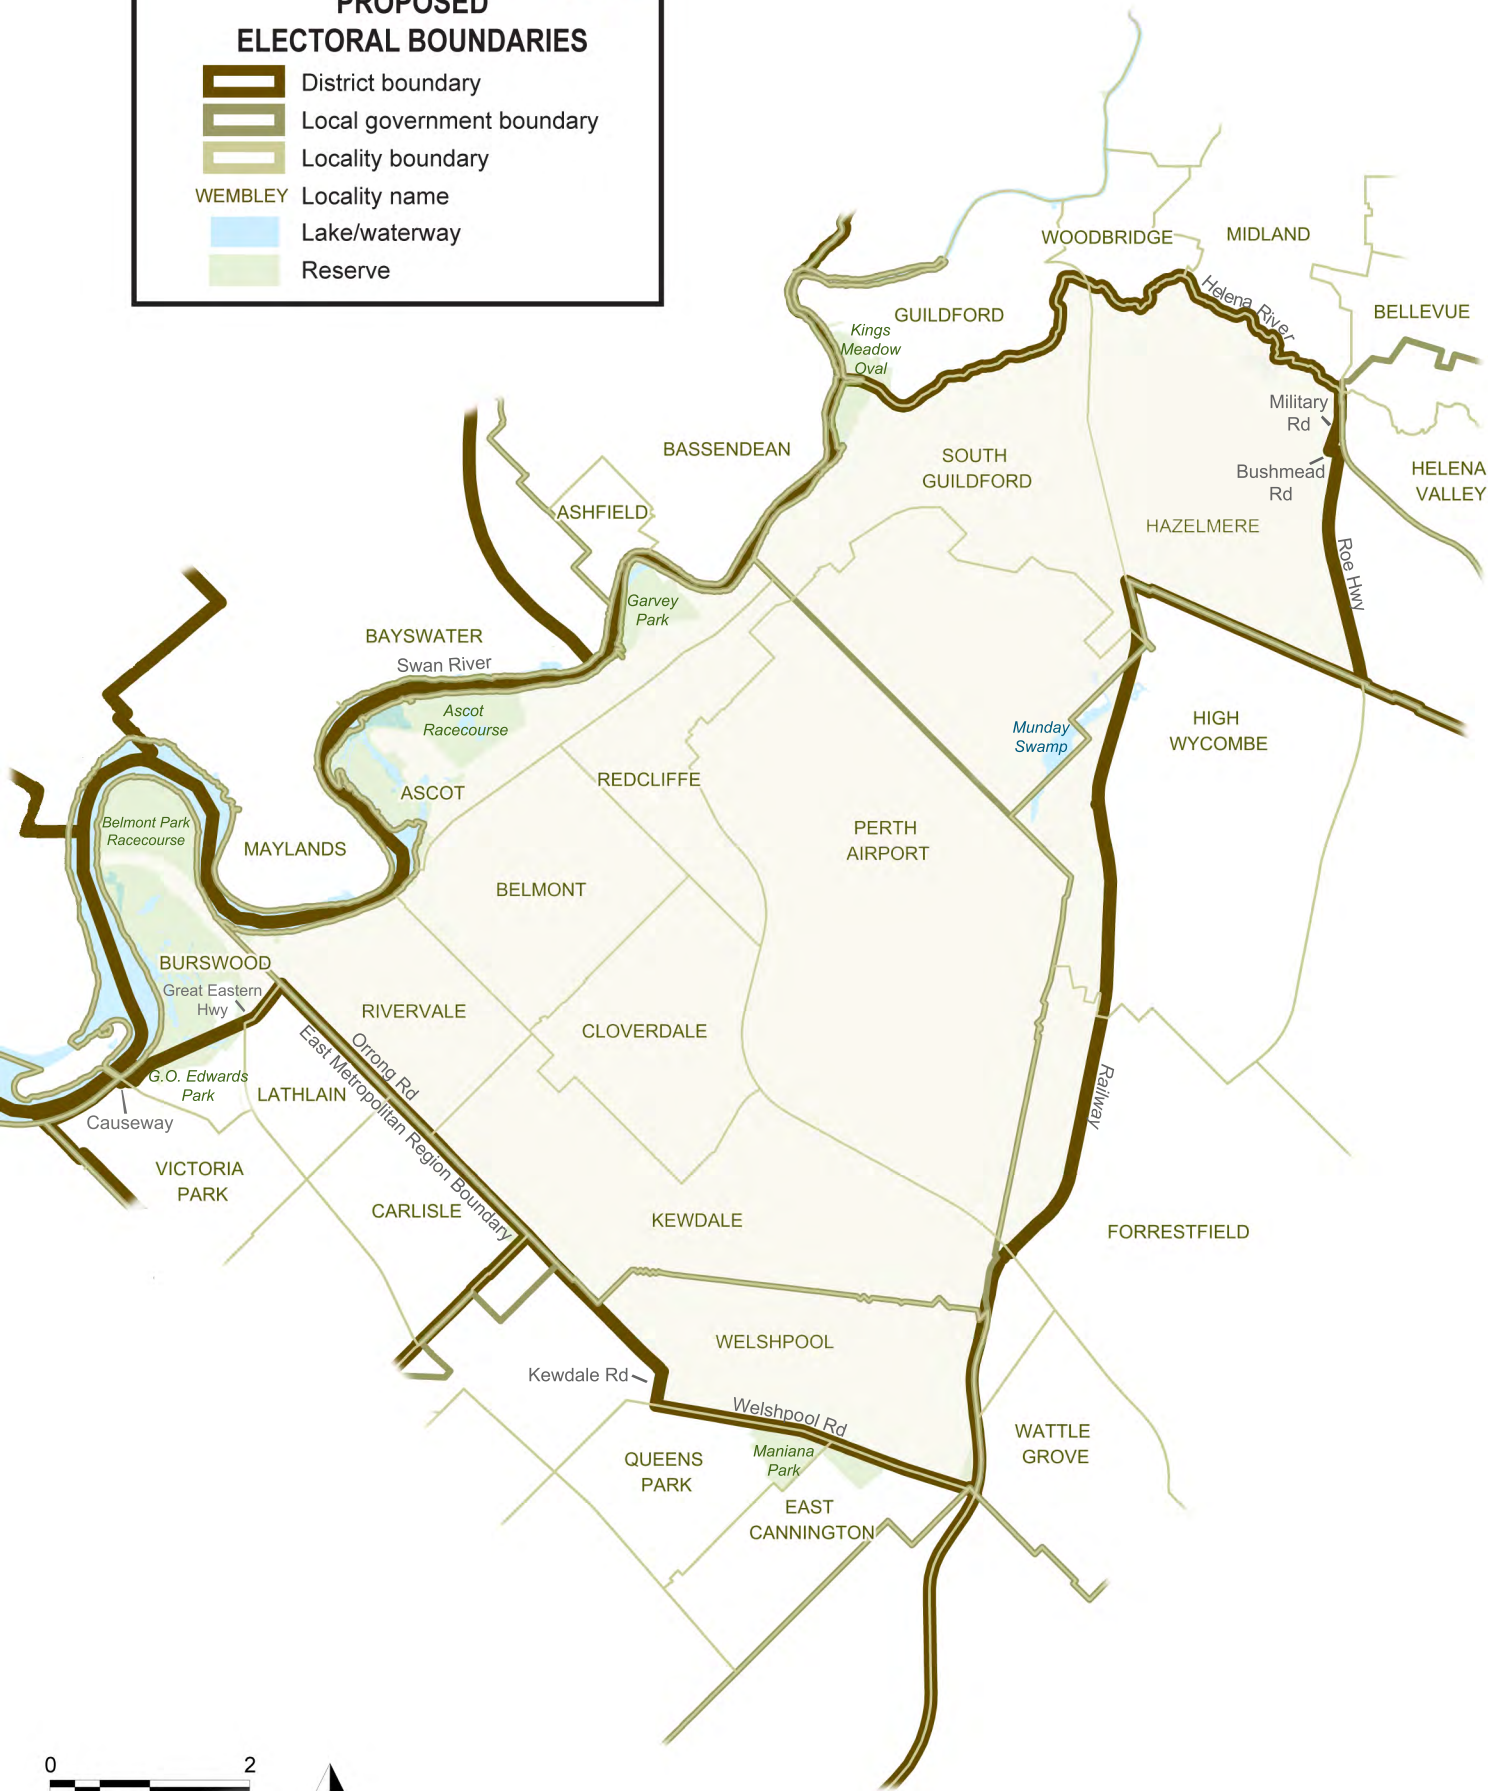 PROPOSED
ELECTORAL BOUNDARIES
District boundary
Local government boundary
Locality boundary
WEMBLEY Locality name
Lake/waterway
Reserve
WOODBRIDGE
MIDLAND
Helena River
BELLEVUE
GUILDFORD
Kings
Meadow
Oval
Military
Rd
BASSENDEAN
SOUTH
GUILDFORD
Bushmead
Rd
HELENA
VALLEY
ASHFIELD
HAZELMERE
Roe Hwy
Garvey
Park
BAYSWATER
Swan River
Ascot
Racecourse
Munday
Swamp
HIGH
WYCOMBE
REDCLIFFE
ASCOT
Belmont Park
Racecourse
MAYLANDS
PERTH
AIRPORT
BELMONT
BURSWOOD
Great Eastern
Hwy
RIVERVALE
CLOVERDALE
Orrong Rd
East Metropolitan Region Boundary
G.O. Edwards
Park
LATHLAIN
Railway
Causeway
VICTORIA
PARK
CARLISLE
KEWDALE
FORRESTFIELD
WELSHPOOL
Kewdale Rd
Welshpool Rd
WATTLE
GROVE
Maniana
Park
QUEENS
PARK
EAST
CANNINGTON
0 2